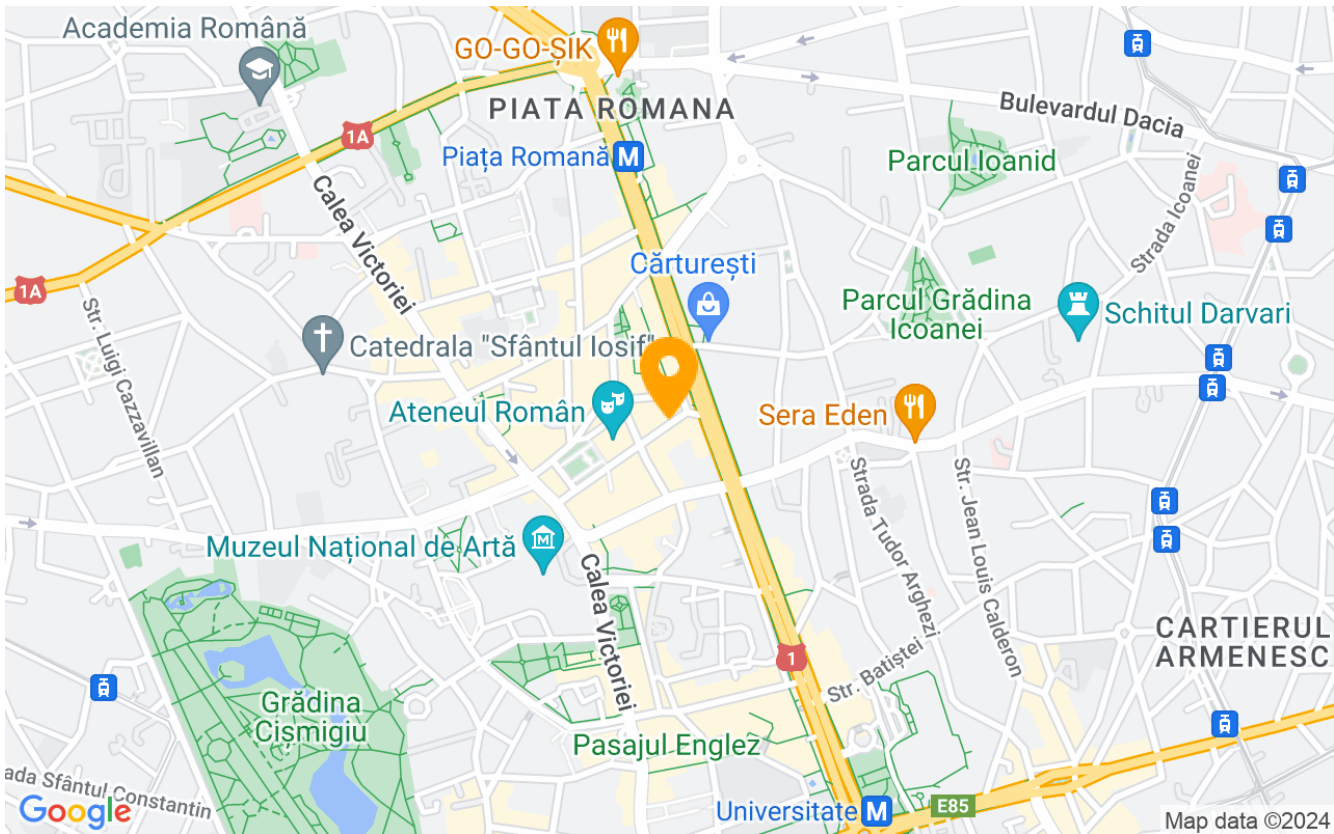 Academia Română
GO-GO-ȘIK
PIATA ROMANA
1A
Piața Romană
M
Bulevardul Dacia
Parcul Ioanid
Strada Icoanei
Calea Victoriei
Cărturești
1A
Parcul Grădina
Icoanei
Schitul Darvari
Str. Luigi Cazzavillan
Catedrala "Sfântul Iosif"
Ateneul Român
Sera Eden
Strada Tudor Arghezi
Str. Jean Louis Calderon
Muzeul Național de Artă
M
Calea Victoriei
CARTIERUL
ARMENESC
1
Str. Batiștei
Grădina
Cișmigiu
Pasajul Englez
ada Sfântul Constantin
Google
Universitate
M
E85
Map data ©2024